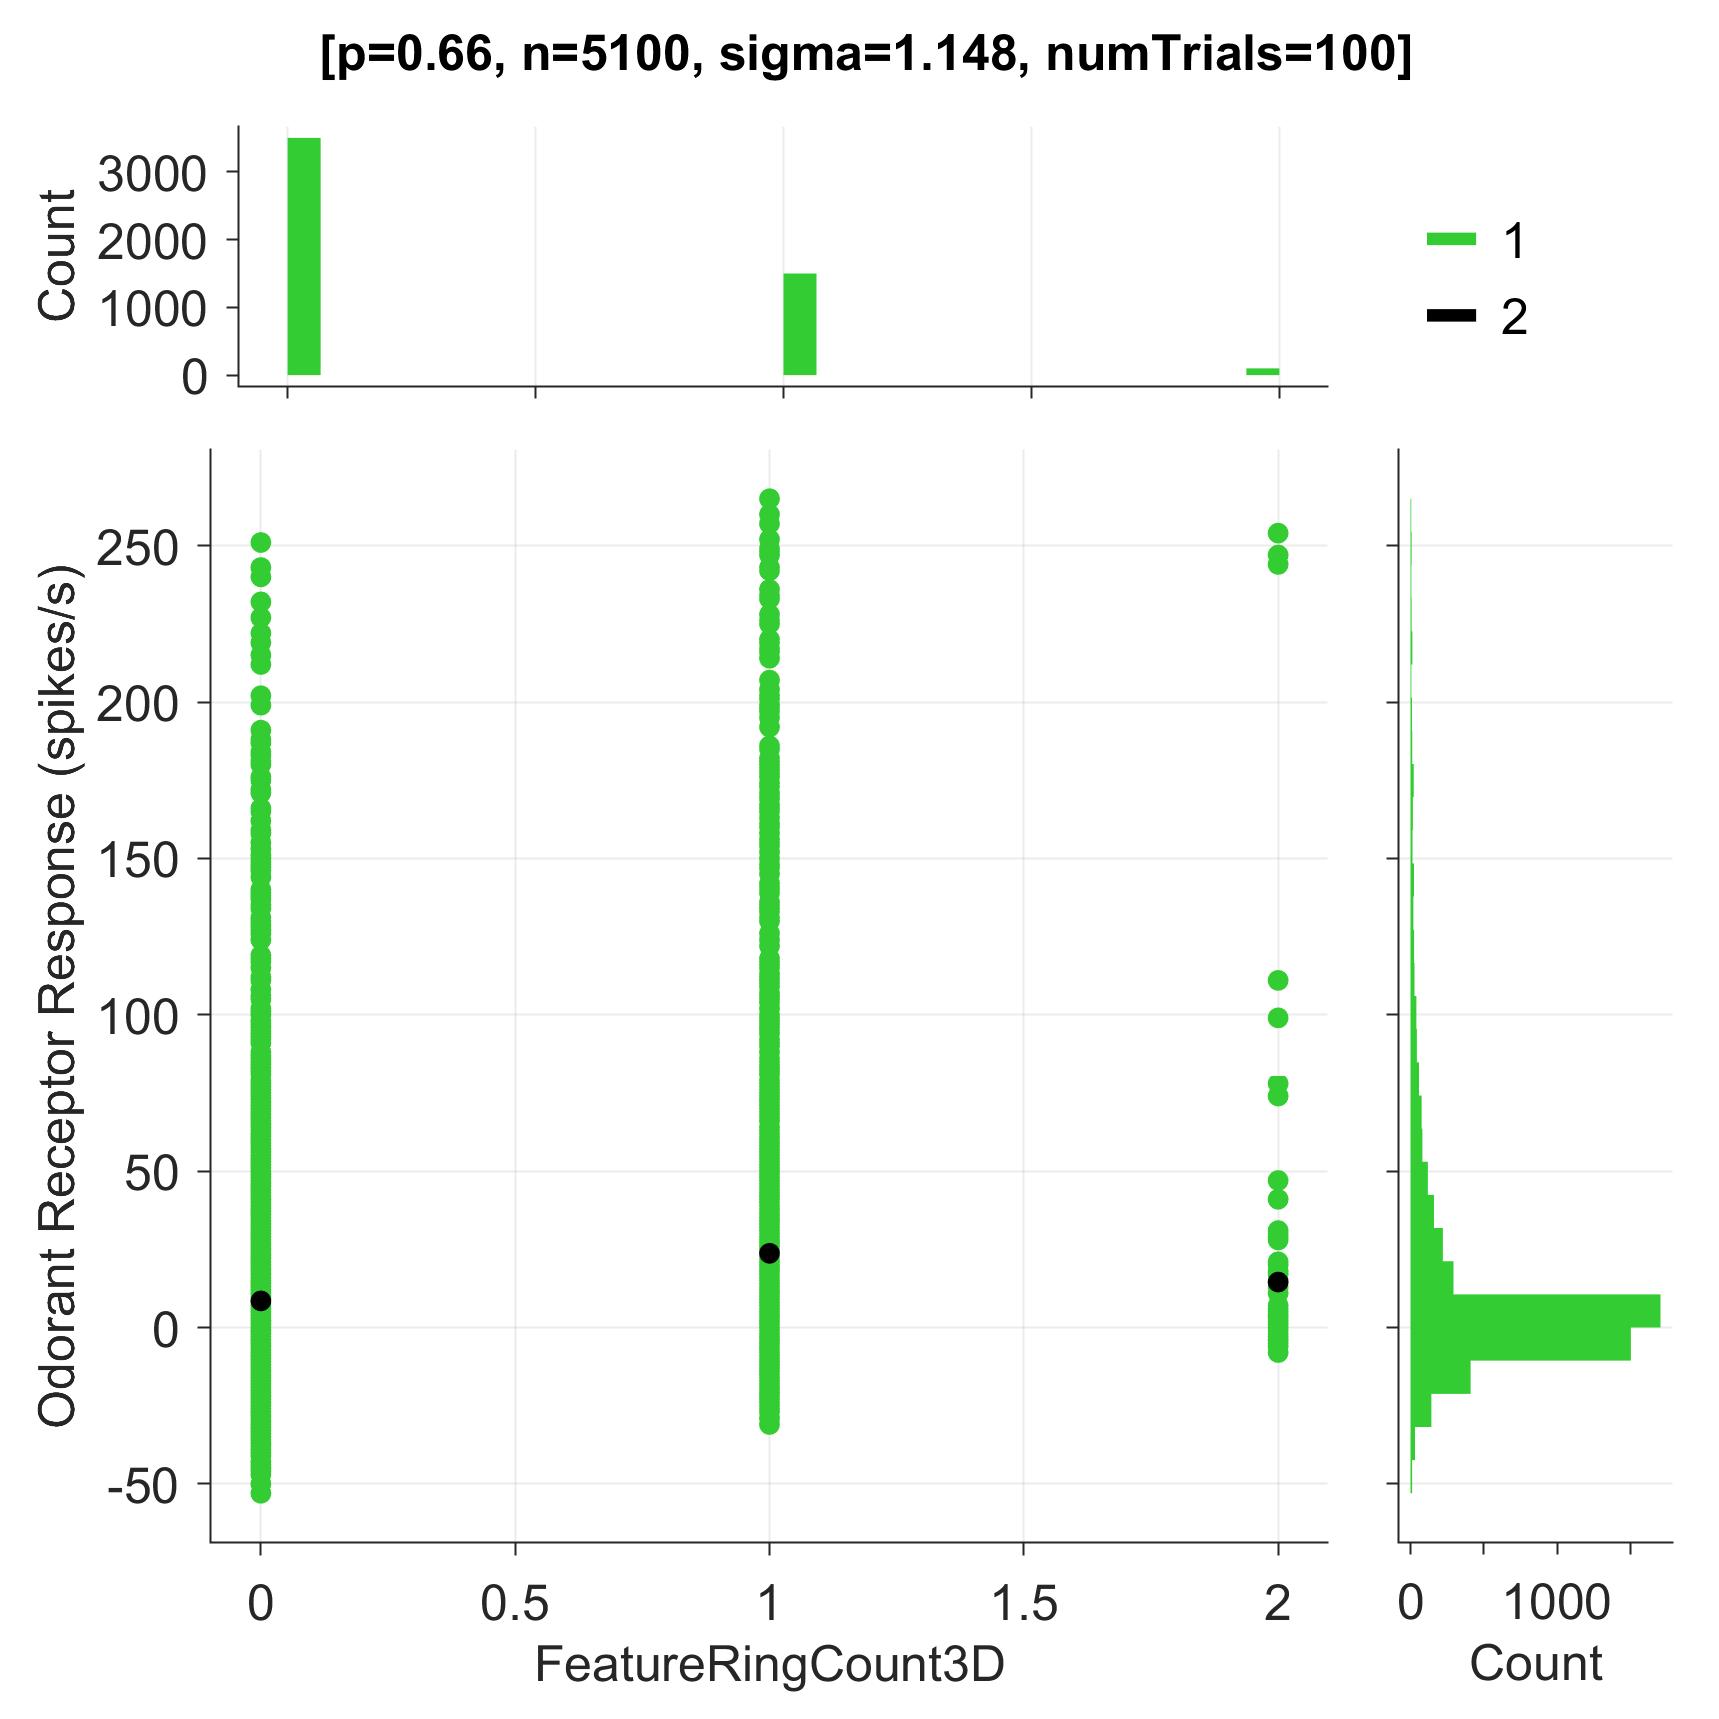 [p=0.66, n=5100, sigma=1.148, numTrials=100]
Count
3000
2000
1000
0
1
2
Odorant Receptor Response (spikes/s)
250
200
150
100
50
0
-50
0 0.5 1 1.5 2
FeatureRingCount3D
0 1000
Count